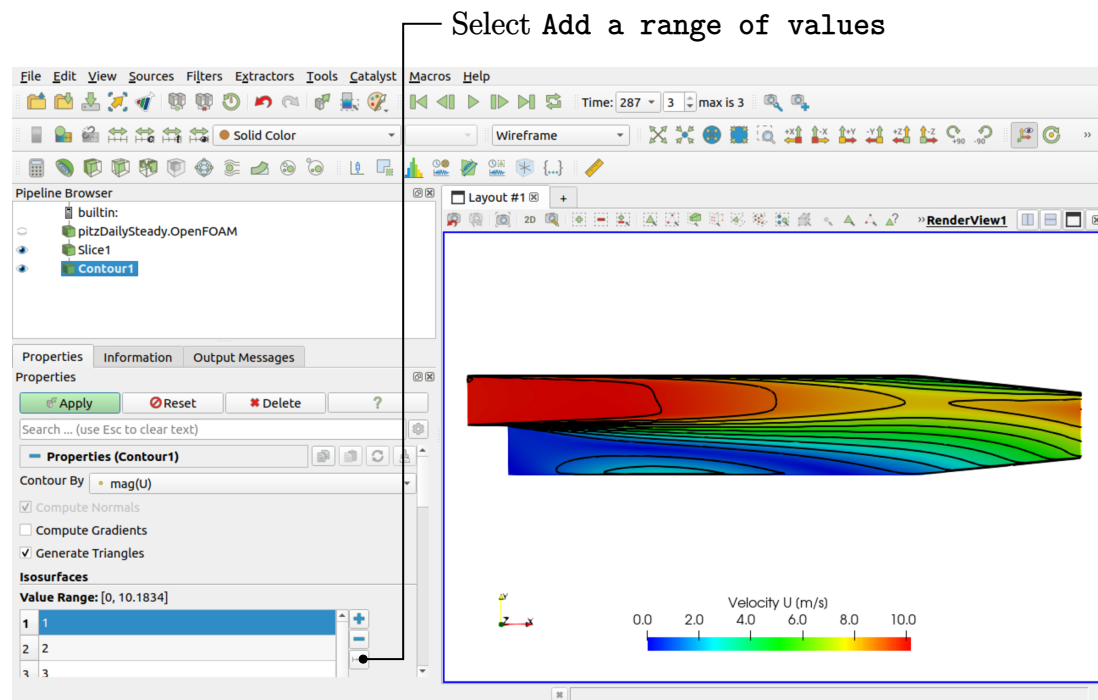 Select Add a range of values
File Edit View Sources Filters Extractors Tools Catalyst Macros Help
Time: 287 3 max is 3
Solid Color Wireframe +X -X +Y -Y +Z -Z +90 -90 »
{...}
Pipeline Browser
builtin:
pitzDailySteady.OpenFOAM
Slice1
Contour1
Layout #1 +
2D » RenderView1
Properties Information Output Messages
Properties
Apply Reset Delete ?
Search ... (use Esc to clear text)
Properties (Contour1)
Contour By mag(U)
Compute Normals
Compute Gradients
Generate Triangles
Isosurfaces
Value Range: [0, 10.1834]
1 1
2 2
3 3
Y
Z X
Velocity U (m/s)
0.0 2.0 4.0 6.0 8.0 10.0